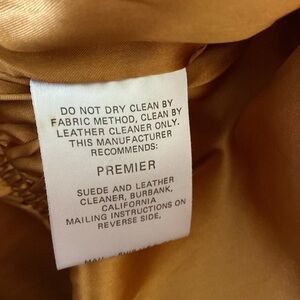 DO NOT DRY CLEAN BY
FABRIC METHOD, CLEAN BY
LEATHER CLEANER ONLY.
THIS MANUFACTURER
RECOMMENDS:
PREMIER
SUEDE AND LEATHER
CLEANER, BURBANK,
CALIFORNIA
MAILING INSTRUCTIONS ON
REVERSE SIDE,